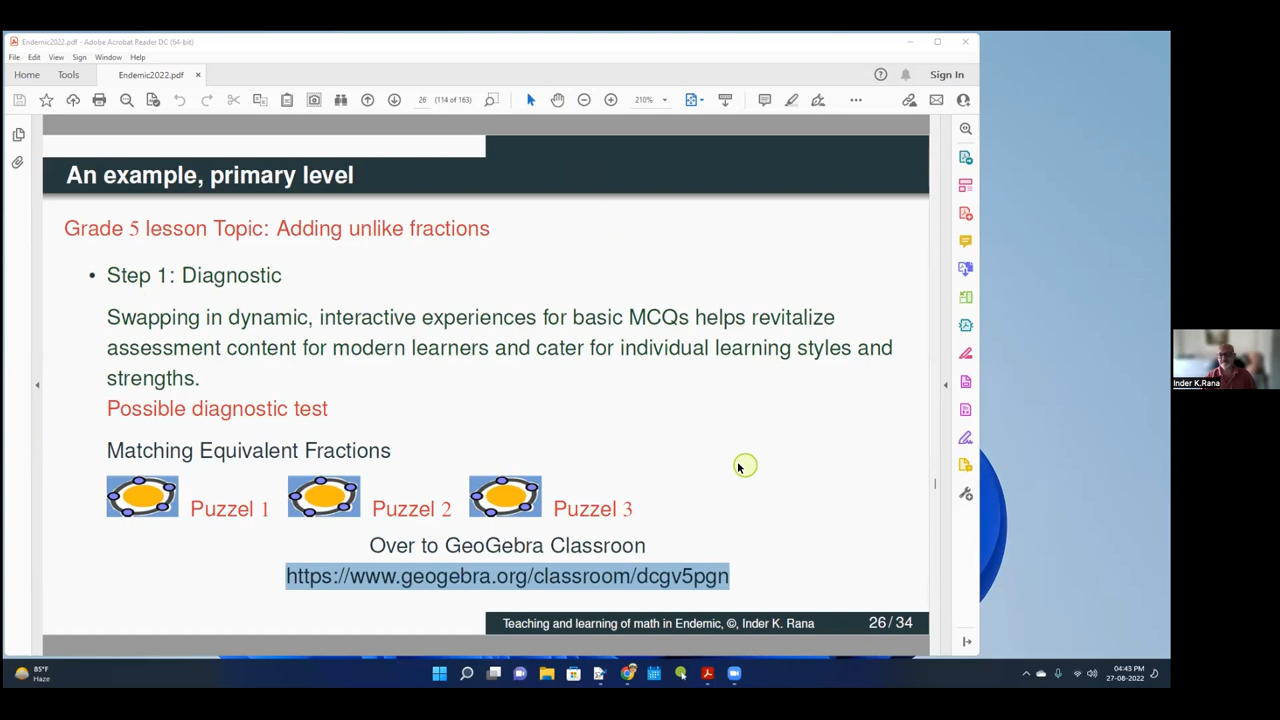 Endemic2022.pdf - Adobe Acrobat Reader DC (64-bit)
File Edit View Sign Window Help
Home Tools Endemic2022.pdf × Sign In
26 (114 of 163) 210%
An example, primary level
Grade 5 lesson Topic: Adding unlike fractions
• Step 1: Diagnostic
Swapping in dynamic, interactive experiences for basic MCQs helps revitalize
assessment content for modern learners and cater for individual learning styles and
strengths.
Possible diagnostic test
Matching Equivalent Fractions
Puzzel 1 Puzzel 2 Puzzel 3
Over to GeoGebra Classroon
https://www.geogebra.org/classroom/dcgv5pgn
Teaching and learning of math in Endemic, ©, Inder K. Rana 26 / 34
Inder K.Rana
85°F
Haze
04:43 PM
27-08-2022